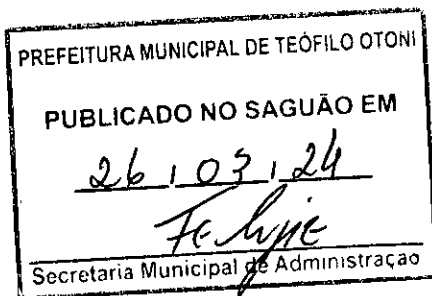 PREFEITURA MUNICIPAL DE TEÓFILO OTONI
PUBLICADO NO SAGUÃO EM
26 / 03 / 24
Secretaria Municipal de Administração